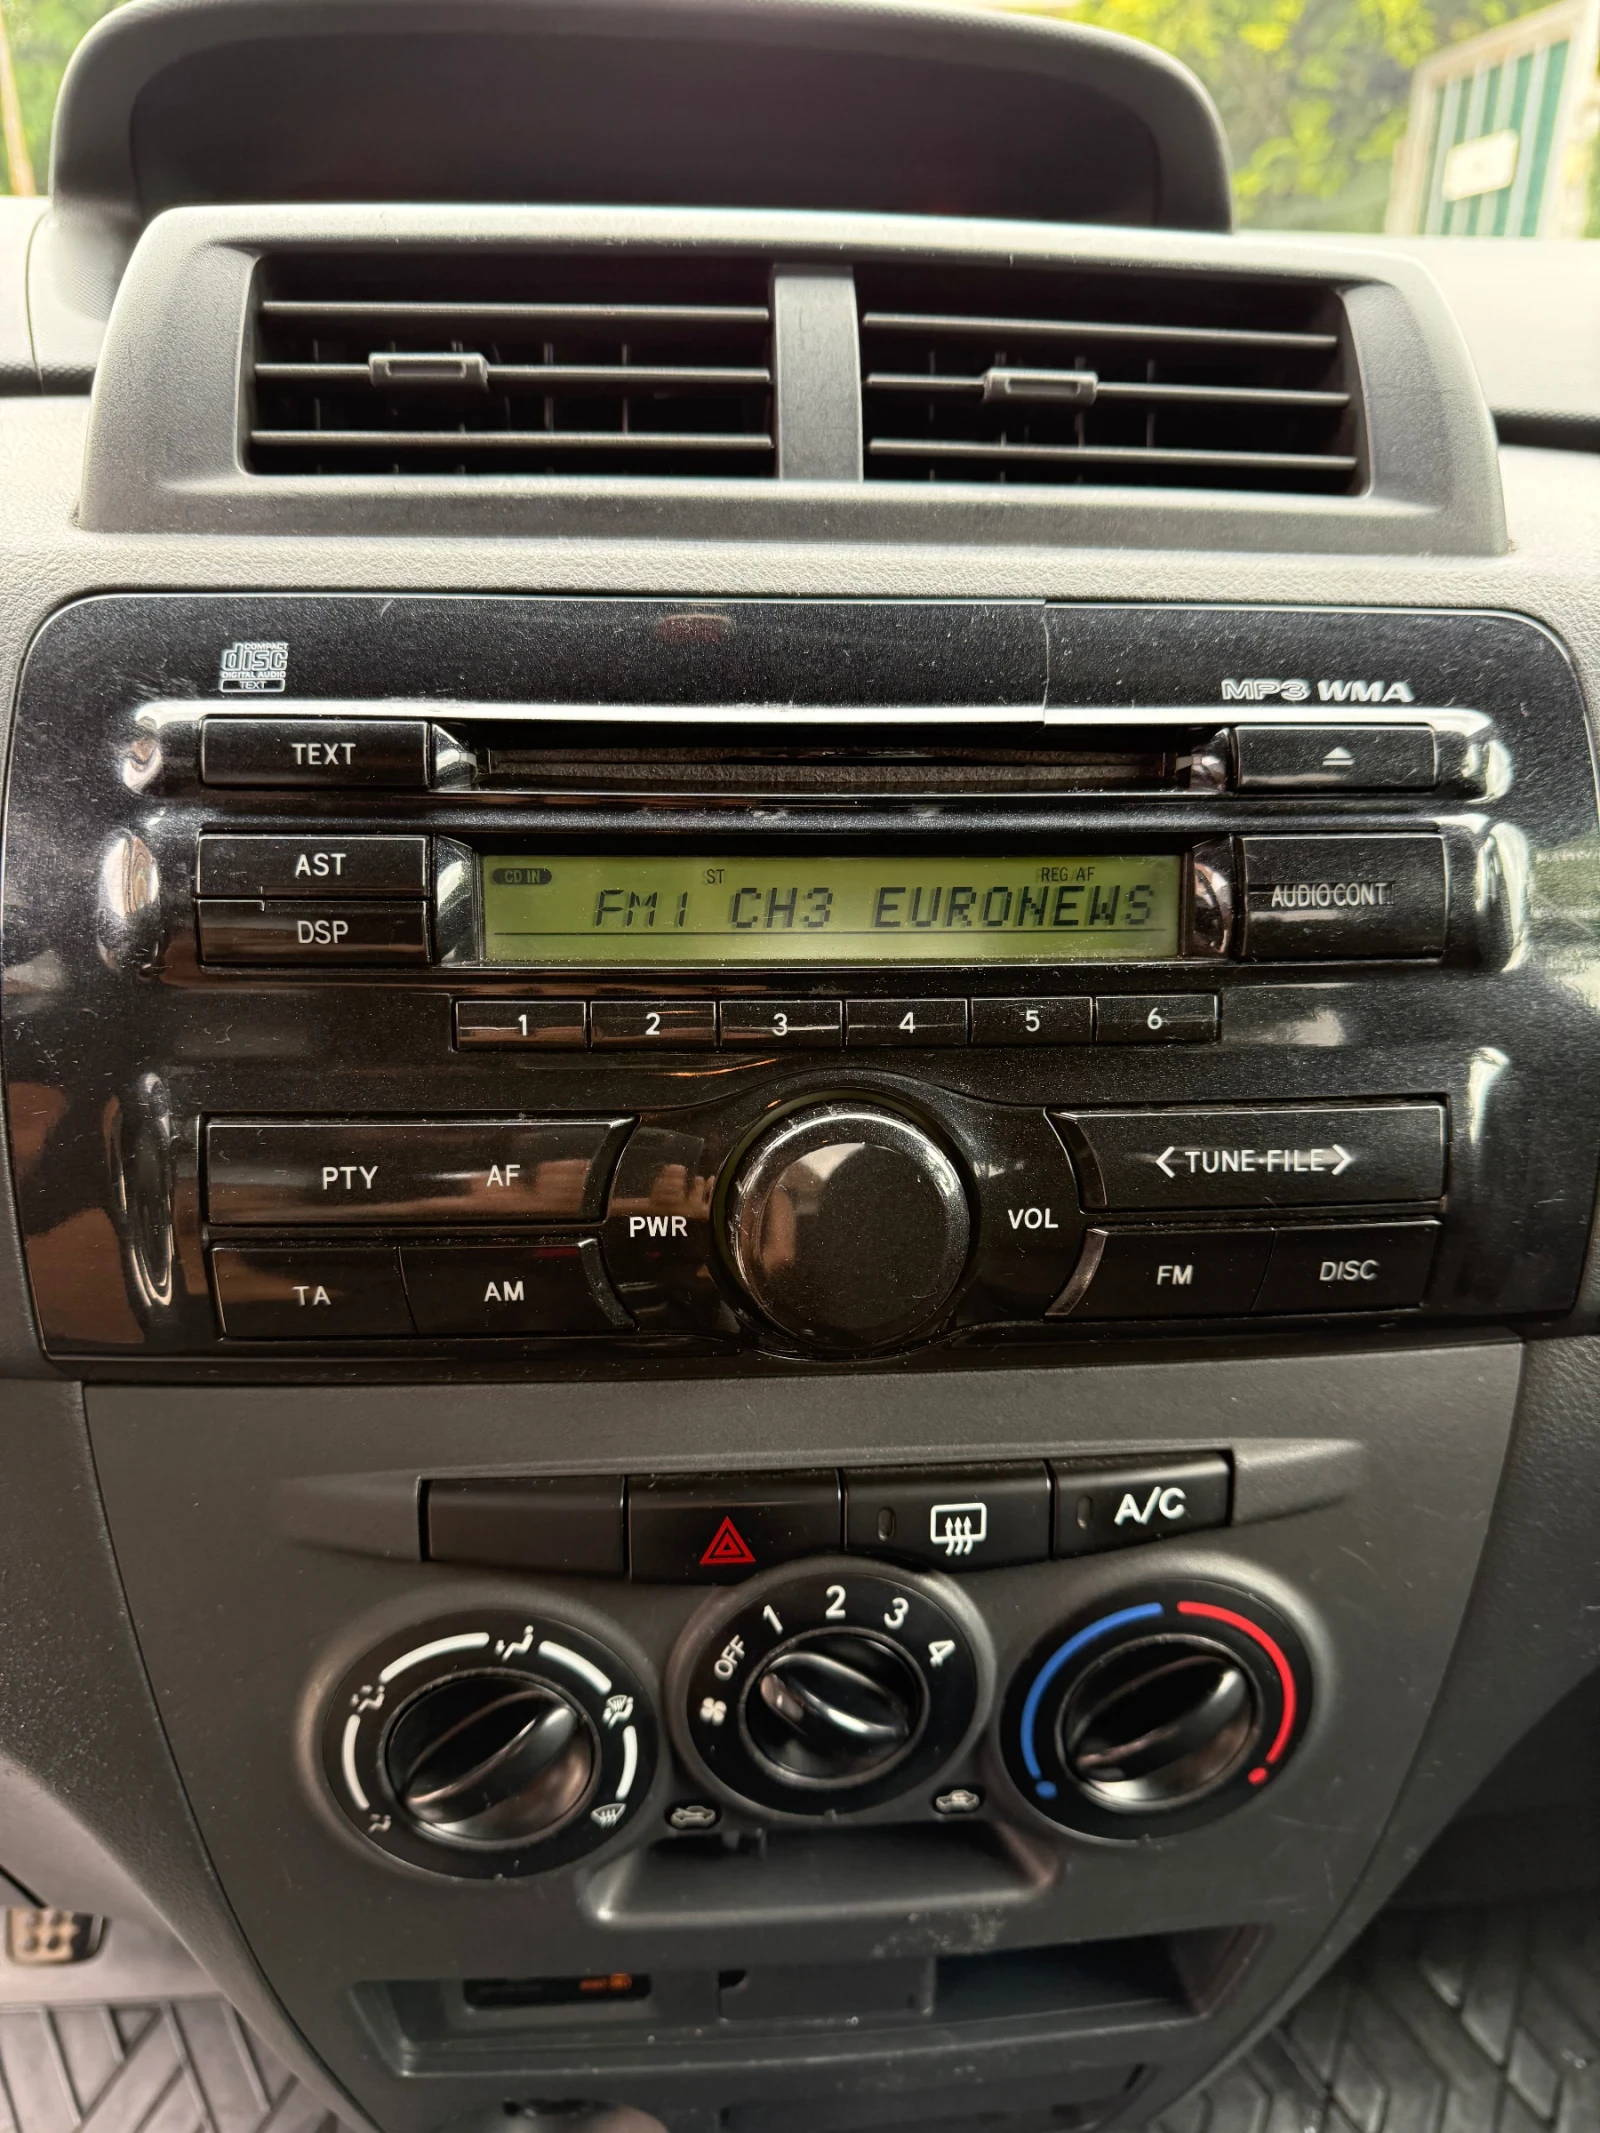 COMPACT
disc
DIGITAL AUDIO
TEXT
MP3 WMA
TEXT
AST
DSP
CD IN ST REG AF
FM1 CH3 EURONEWS
AUDIO CONT.
1 2 3 4 5 6
PTY AF
<TUNE·FILE>
PWR
VOL
TA AM
FM DISC
A/C
OFF 1 2 3 4